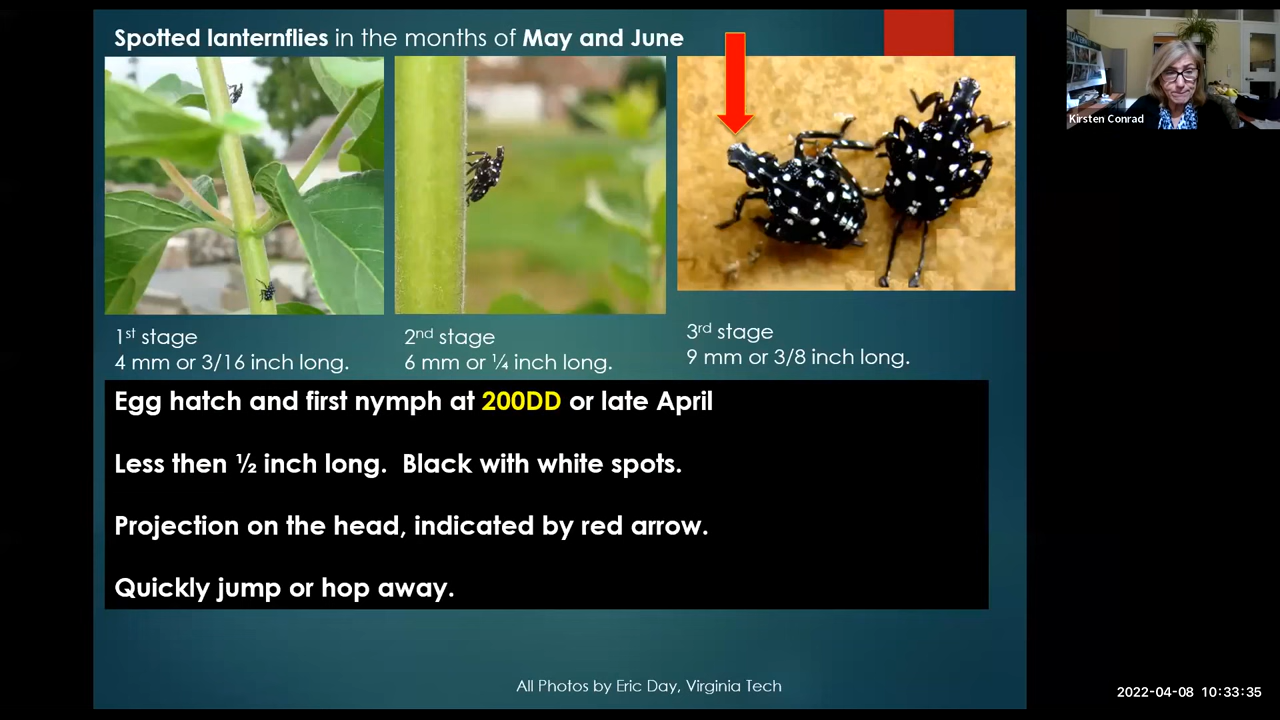 Spotted lanternflies in the months of May and June
Kirsten Conrad
1st stage
4 mm or 3/16 inch long.
2nd stage
6 mm or ¼ inch long.
3rd stage
9 mm or 3/8 inch long.
Egg hatch and first nymph at 200DD or late April
Less then ½ inch long.  Black with white spots.
Projection on the head, indicated by red arrow.
Quickly jump or hop away.
All Photos by Eric Day, Virginia Tech
2022-04-08 10:33:35